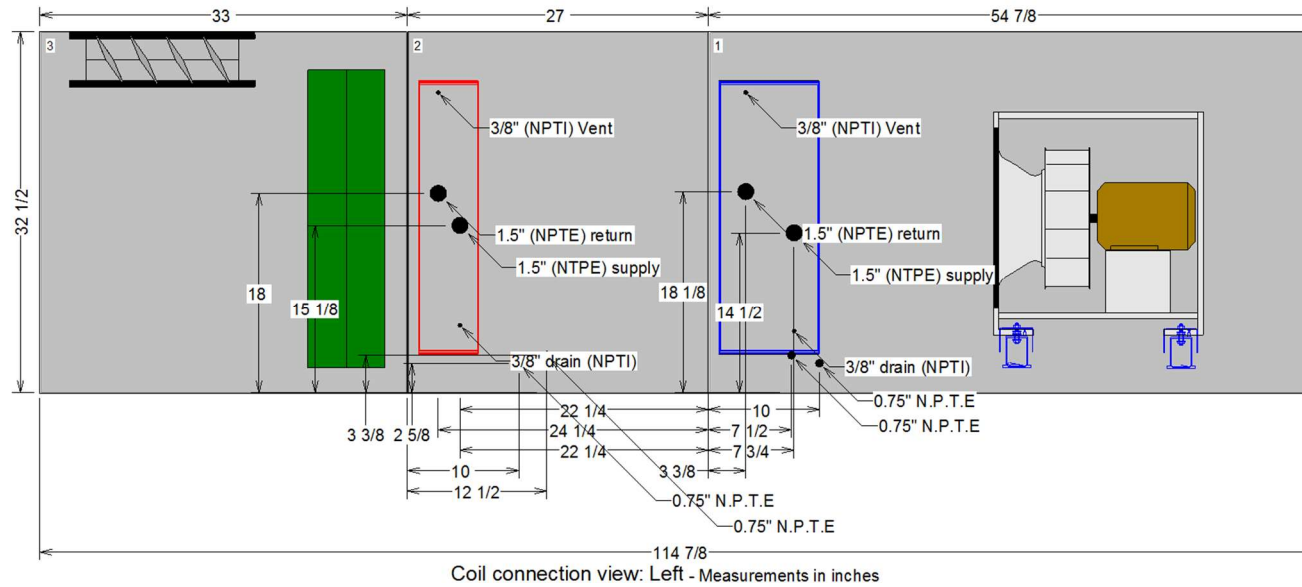 33
27
54 7/8
3
2
1
3/8" (NPTI) Vent
3/8" (NPTI) Vent
32 1/2
1.5" (NPTE) return
1.5" (NPTE) return
1.5" (NTPE) supply
1.5" (NTPE) supply
18
18 1/8
15 1/8
14 1/2
3/8" drain (NPTI)
3/8" drain (NPTI)
0.75" N.P.T.E
0.75" N.P.T.E
22 1/4
10
3 3/8
2 5/8
24 1/4
7 1/2
22 1/4
7 3/4
10
3 3/8
12 1/2
0.75" N.P.T.E
0.75" N.P.T.E
114 7/8
Coil connection view: Left - Measurements in inches